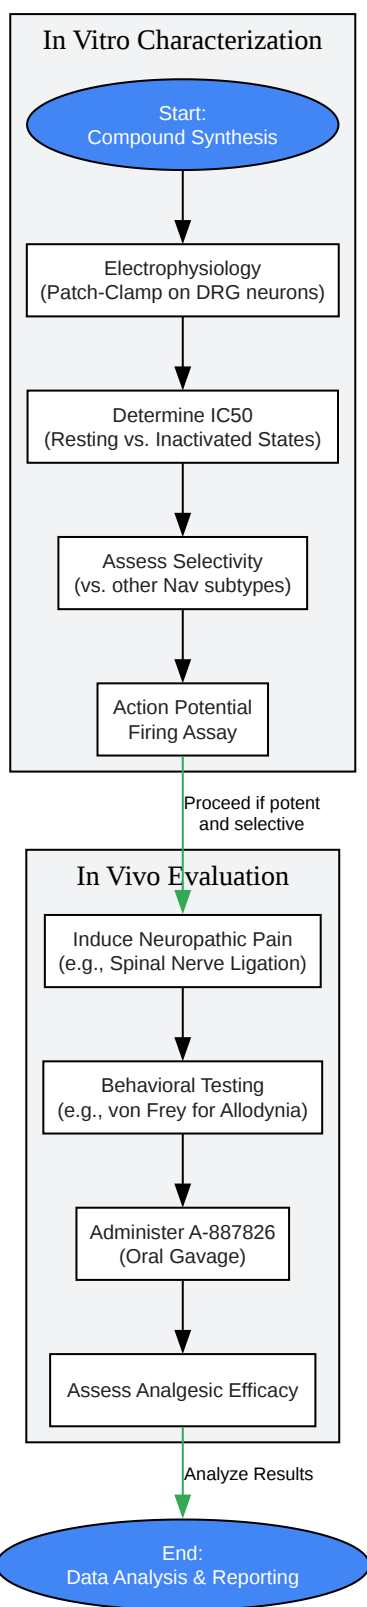 In Vitro Characterization
Start:
Compound Synthesis
Electrophysiology
(Patch-Clamp on DRG neurons)
Determine IC50
(Resting vs. Inactivated States)
Assess Selectivity
(vs. other Nav subtypes)
Action Potential
Firing Assay
Proceed if potent
and selective
In Vivo Evaluation
Induce Neuropathic Pain
(e.g., Spinal Nerve Ligation)
Behavioral Testing
(e.g., von Frey for Allodynia)
Administer A-887826
(Oral Gavage)
Assess Analgesic Efficacy
Analyze Results
End:
Data Analysis & Reporting